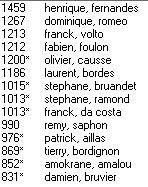 1459 henrique, fernandes
1267 dominique, romeo
1213 franck, volto
1212 fabien, foulon
1200* olivier, causse
1186 laurent, bordes
1015* stephane, bruandet
1013* stephane, ramond
1013* franck, da costa
990 remy, saphon
976* patrick, aillas
869* tierry, bordignon
852* amokrane, amalou
831* damien, bruvier